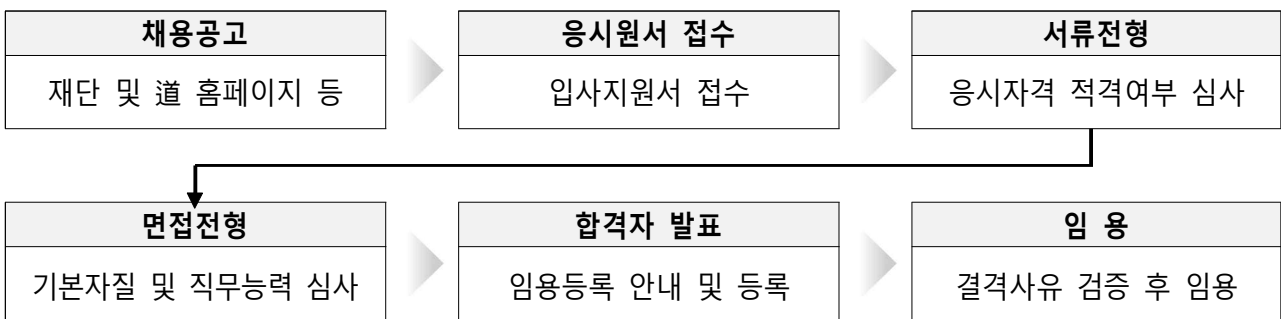 채용공고
재단 및 道 홈페이지 등
응시원서 접수
입사지원서 접수
서류전형
응시자격 적격여부 심사
면접전형
기본자질 및 직무능력 심사
합격자 발표
임용등록 안내 및 등록
임 용
결격사유 검증 후 임용